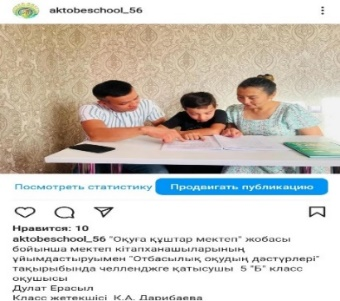 aktobeschool_56
Посмотреть статистику
Продвигать публикацию
Нравится: 10
aktobeschool_56 "Оқуға құштар мектеп" жобасы
бойынша мектеп кітапханашыларының
ұйымдастыруымен "Отбасылық оқудың дәстүрлері"
тақырыбында челленджге қатысушы 5 "Б" класс
оқушысы
Дулат Ерасыл
Класс жетекшісі К.А. Дарибаева